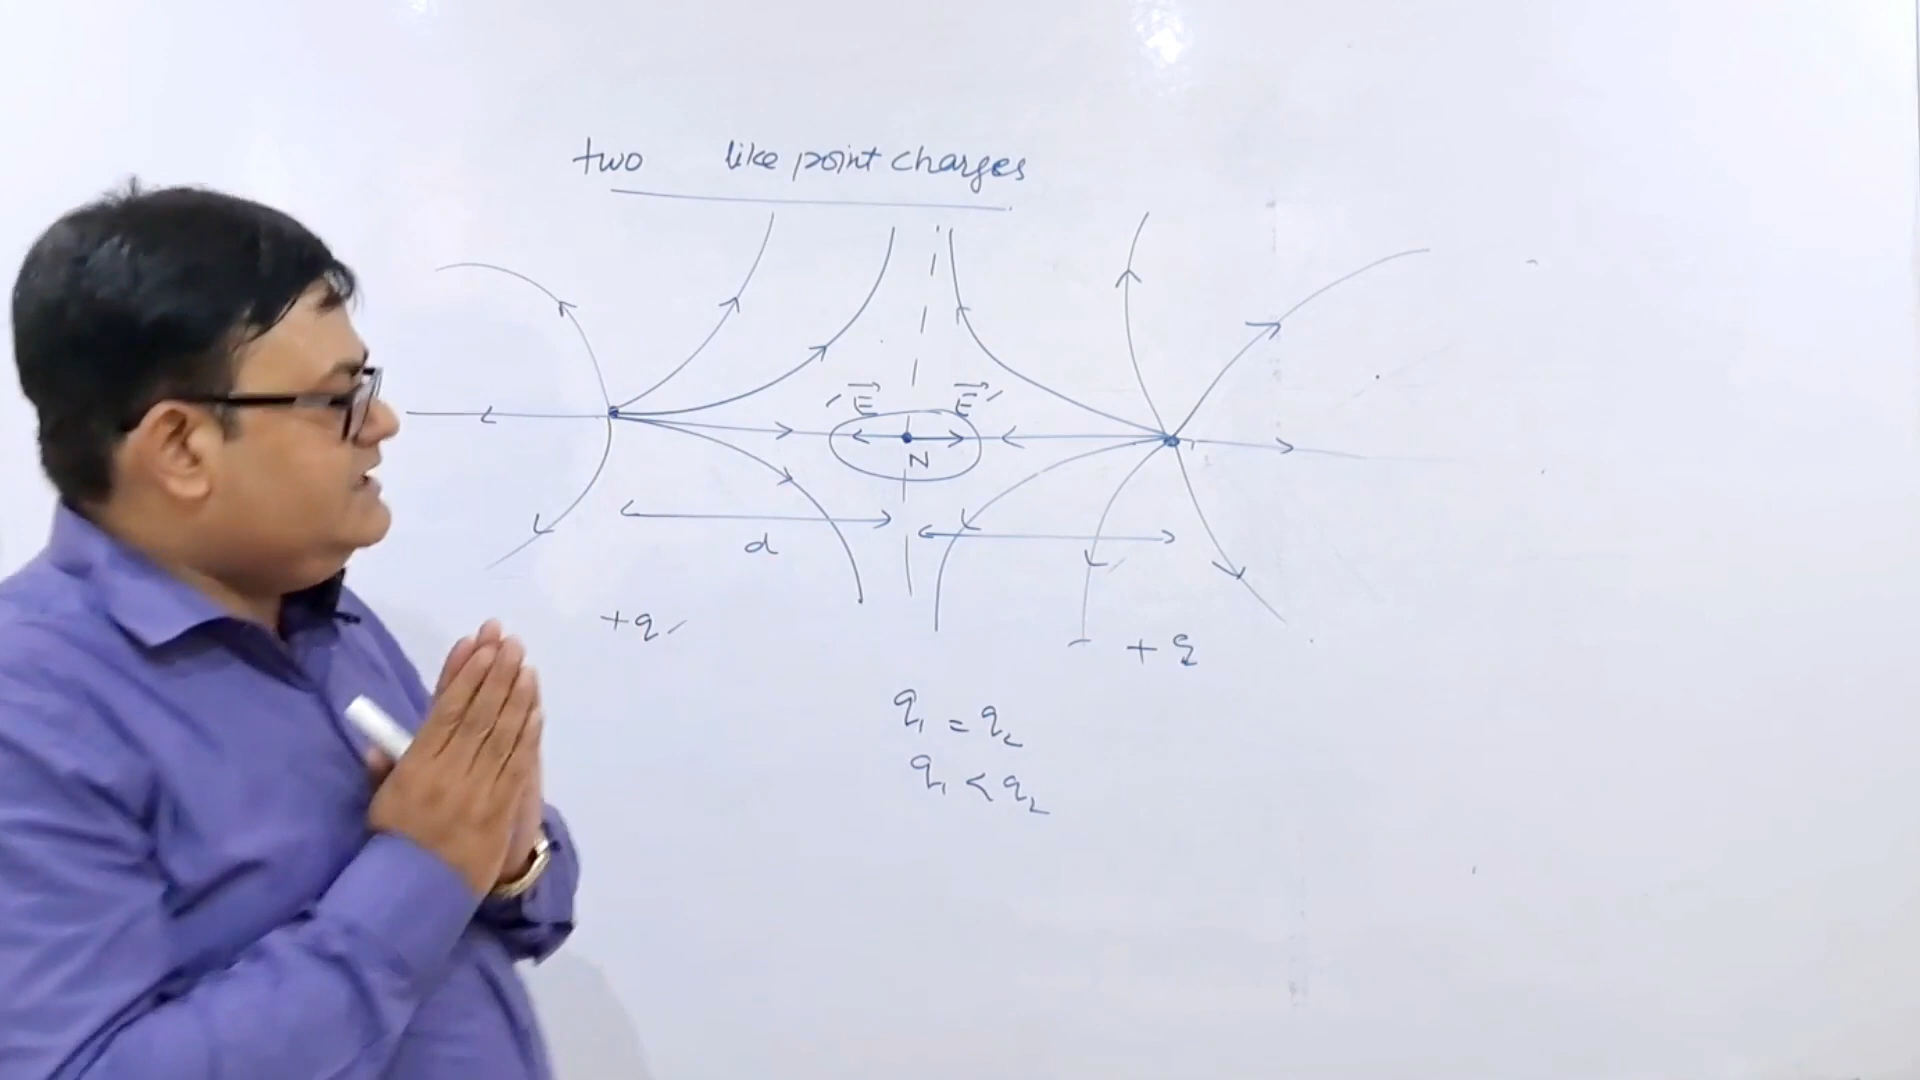 two like point charges
E E
N
d
+q
+q
q₁ = q₂
q₁ < q₂